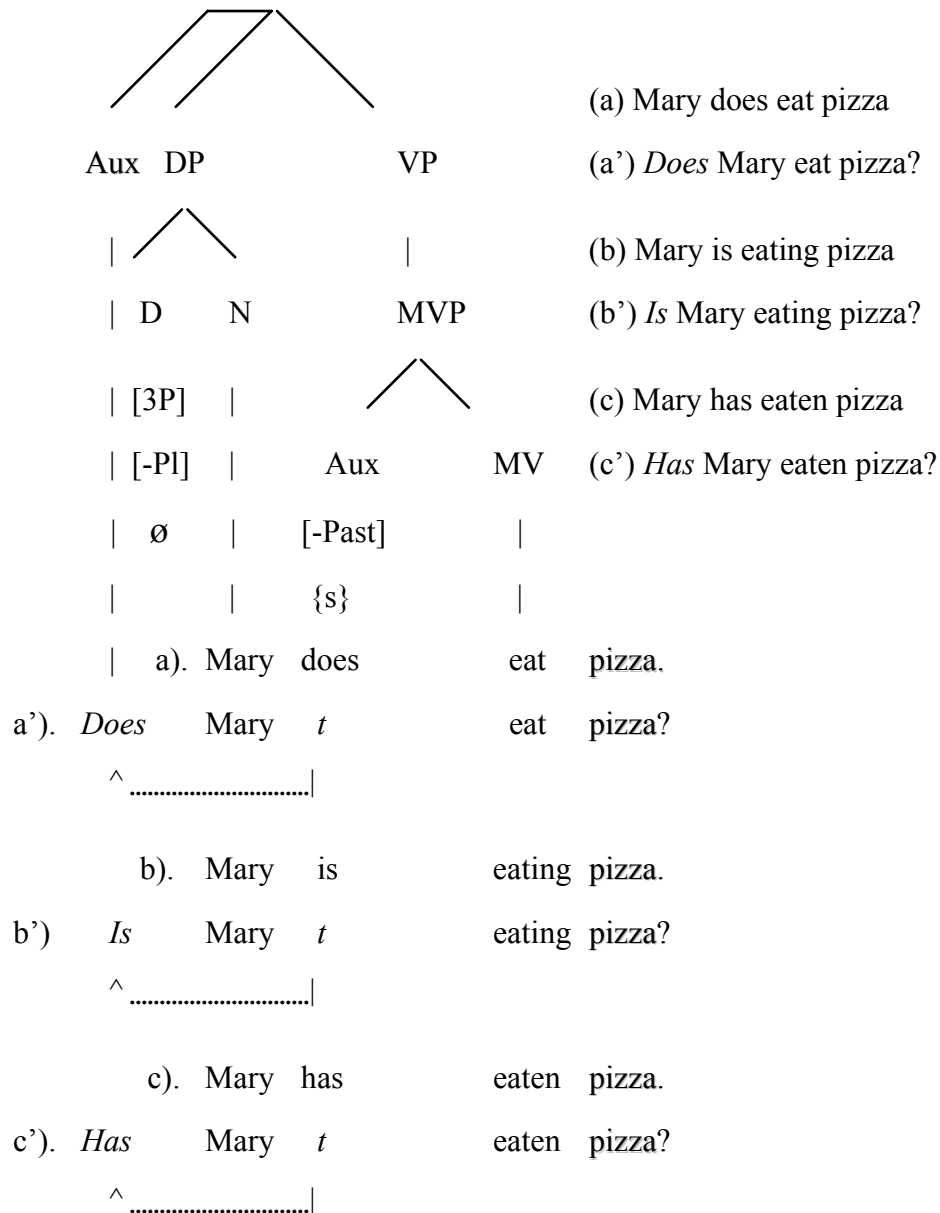 (a) Mary does eat pizza
Aux DP VP (a’) Does Mary eat pizza?
| | (b) Mary is eating pizza
| D N MVP (b’) Is Mary eating pizza?
| [3P] | (c) Mary has eaten pizza
| [-Pl] | Aux MV (c’) Has Mary eaten pizza?
| ø | [-Past] |
| | {s} |
| a). Mary does eat pizza.
a’). Does Mary t eat pizza?
^ ..............................|
b). Mary is eating pizza.
b’) Is Mary t eating pizza?
^ ..............................|
c). Mary has eaten pizza.
c’). Has Mary t eaten pizza?
^ ..............................|